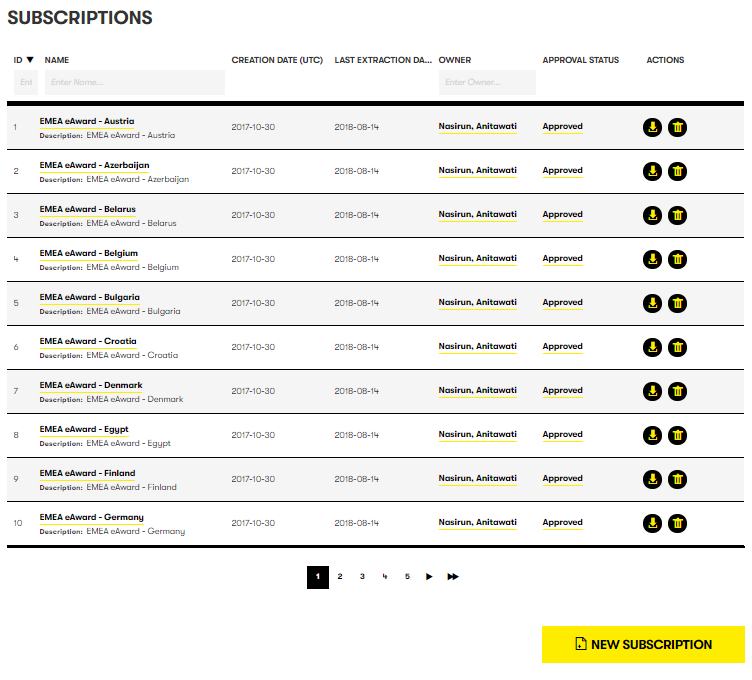 SUBSCRIPTIONS
ID ▼ NAME CREATION DATE (UTC) LAST EXTRACTION DA... OWNER APPROVAL STATUS ACTIONS
Ent Enter Name... Enter Owner...
1 EMEA eAward - Austria 2017-10-30 2018-08-14 Nasirun, Anitawati Approved
Description: EMEA eAward - Austria
2 EMEA eAward - Azerbaijan 2017-10-30 2018-08-14 Nasirun, Anitawati Approved
Description: EMEA eAward - Azerbaijan
3 EMEA eAward - Belarus 2017-10-30 2018-08-14 Nasirun, Anitawati Approved
Description: EMEA eAward - Belarus
4 EMEA eAward - Belgium 2017-10-30 2018-08-14 Nasirun, Anitawati Approved
Description: EMEA eAward - Belgium
5 EMEA eAward - Bulgaria 2017-10-30 2018-08-14 Nasirun, Anitawati Approved
Description: EMEA eAward - Bulgaria
6 EMEA eAward - Croatia 2017-10-30 2018-08-14 Nasirun, Anitawati Approved
Description: EMEA eAward - Croatia
7 EMEA eAward - Denmark 2017-10-30 2018-08-14 Nasirun, Anitawati Approved
Description: EMEA eAward - Denmark
8 EMEA eAward - Egypt 2017-10-30 2018-08-14 Nasirun, Anitawati Approved
Description: EMEA eAward - Egypt
9 EMEA eAward - Finland 2017-10-30 2018-08-14 Nasirun, Anitawati Approved
Description: EMEA eAward - Finland
10 EMEA eAward - Germany 2017-10-30 2018-08-14 Nasirun, Anitawati Approved
Description: EMEA eAward - Germany
1 2 3 4 5
NEW SUBSCRIPTION